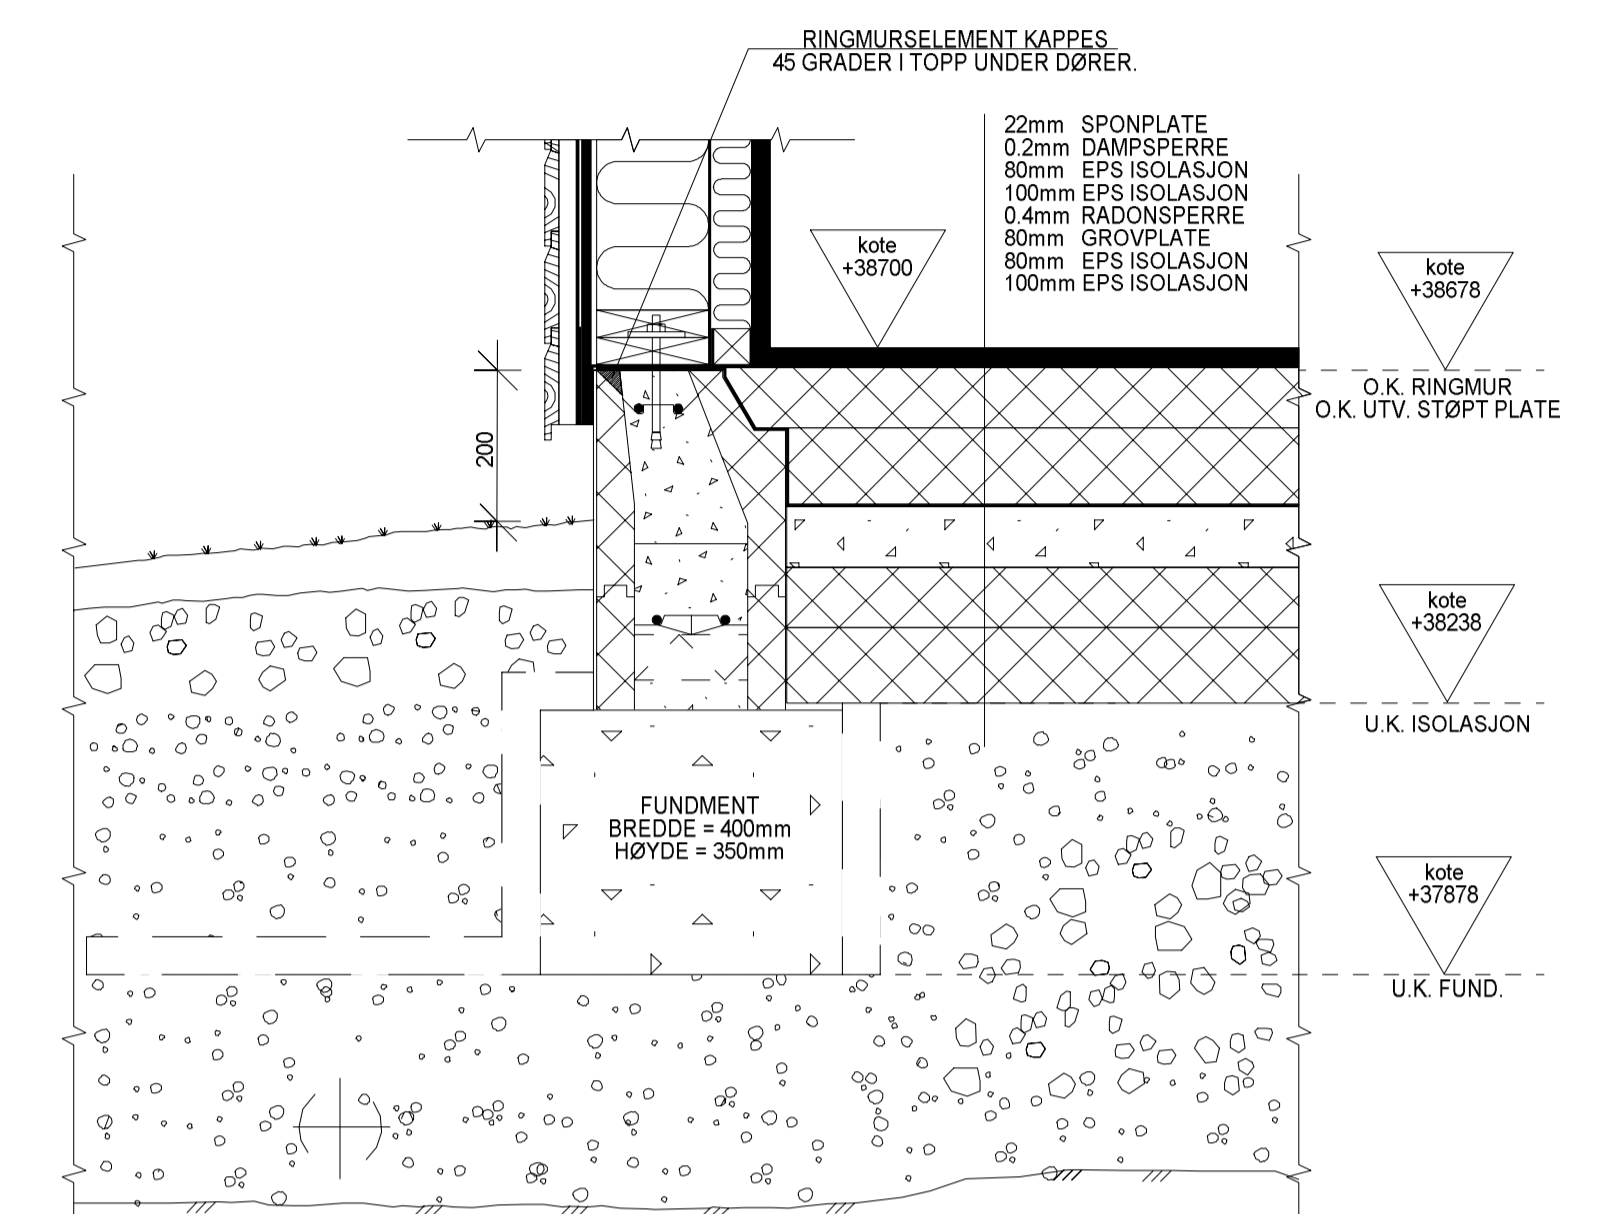 RINGMURSELEMENT KAPPES
45 GRADER I TOPP UNDER DØRER.
22mm SPONPLATE
0.2mm DAMPSPERRE
80mm EPS ISOLASJON
100mm EPS ISOLASJON
0.4mm RADONSPERRE
80mm GROVPLATE
80mm EPS ISOLASJON
100mm EPS ISOLASJON
kote
+38700
kote
+38678
O.K. RINGMUR
O.K. UTV. STØPT PLATE
200
kote
+38238
U.K. ISOLASJON
FUNDMENT
BREDDE = 400mm
HØYDE = 350mm
kote
+37878
U.K. FUND.